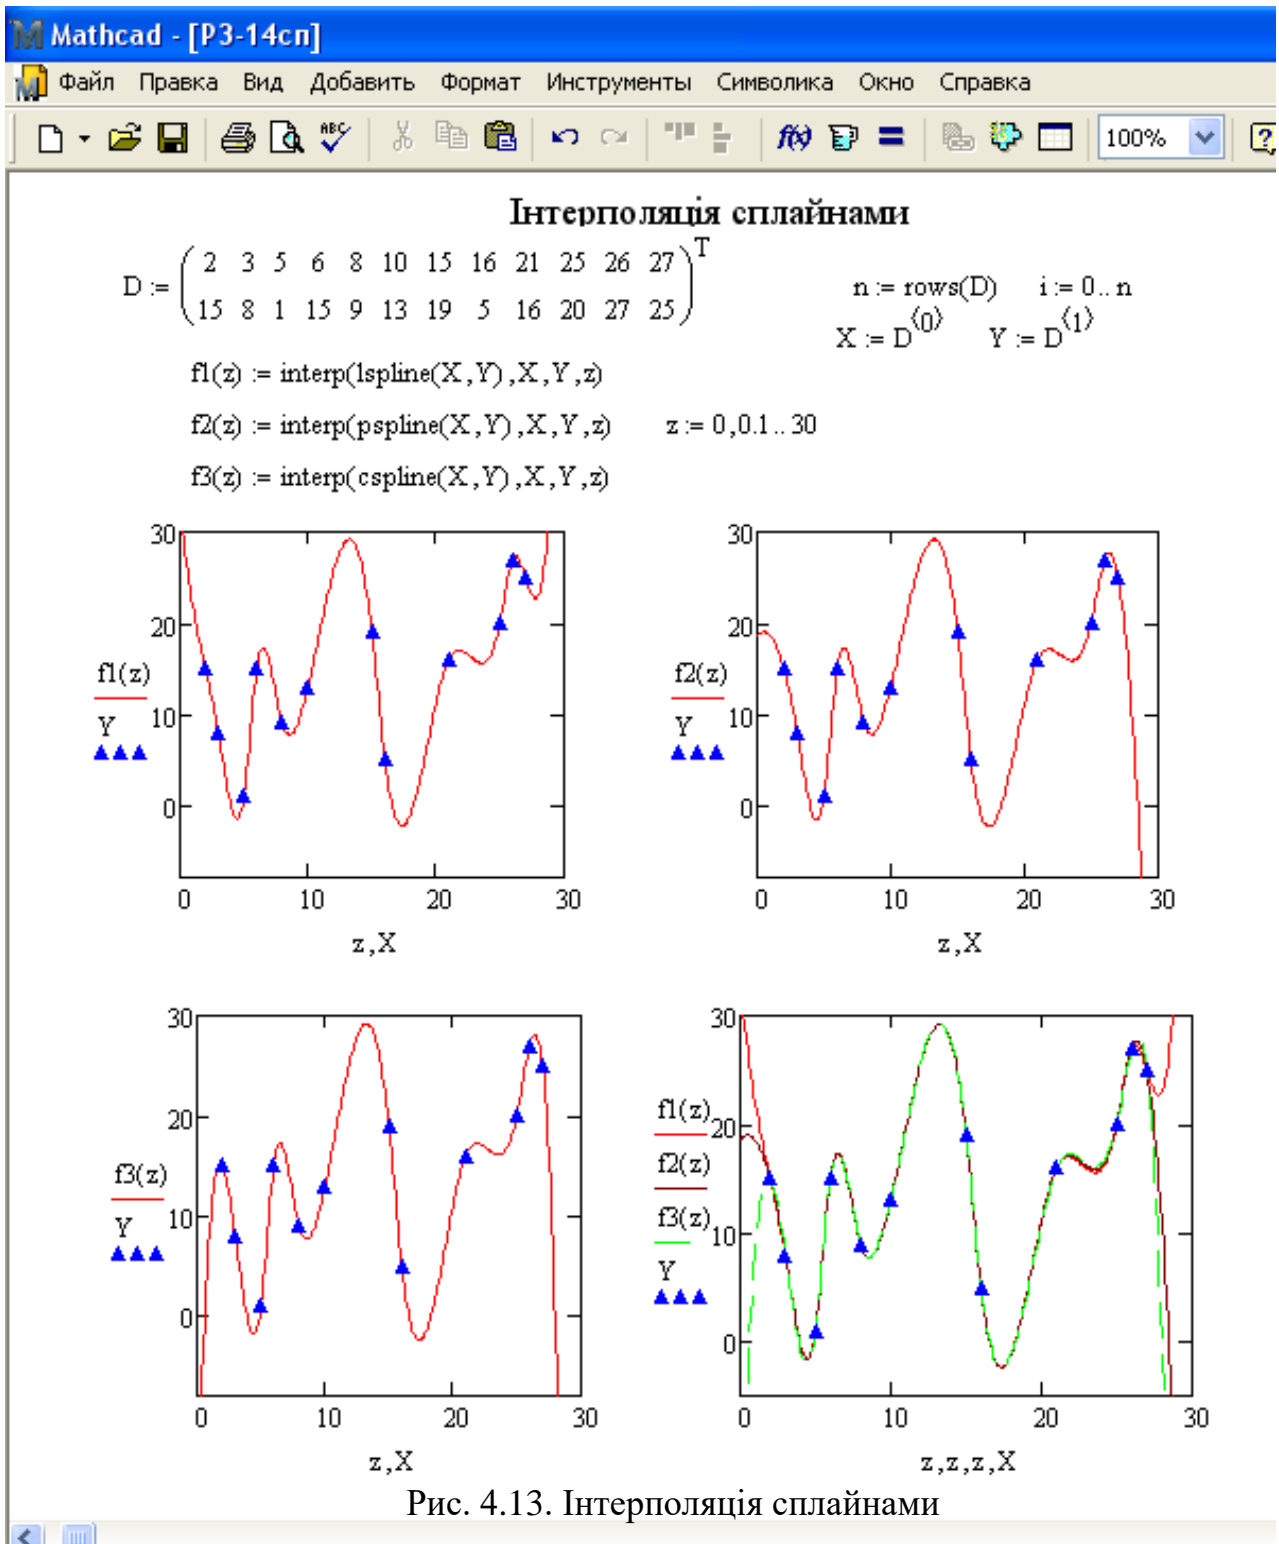 Mathcad - [P3-14сп]
Файл Правка Вид Добавить Формат Инструменты Символика Окно Справка
ABC f(x) 100% ?
Інтерполяція сплайнами
D := ( 2 3 5 6 8 10 15 16 21 25 26 27 ) T
15 8 1 15 9 13 19 5 16 20 27 25
n := rows(D) i := 0.. n
X := D⟨0⟩ Y := D⟨1⟩
f1(z) := interp(lspline(X,Y),X,Y,z)
f2(z) := interp(pspline(X,Y),X,Y,z) z := 0,0.1.. 30
f3(z) := interp(cspline(X,Y),X,Y,z)
30
20
10
0
f1(z)
Y
0 10 20 30
z,X
30
20
10
0
f2(z)
Y
0 10 20 30
z,X
30
20
10
0
f3(z)
Y
0 10 20 30
z,X
30
20
10
0
f1(z)
f2(z)
f3(z)
Y
0 10 20 30
z,z,z,X
Рис. 4.13. Інтерполяція сплайнами